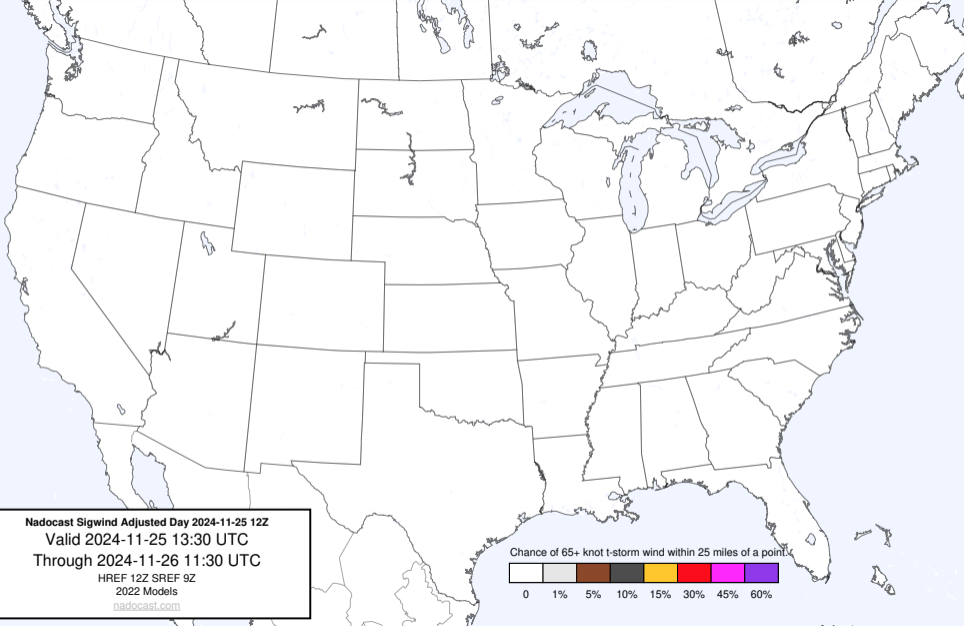 Nadocast Sigwind Adjusted Day 2024-11-25 12Z
Valid 2024-11-25 13:30 UTC
Through 2024-11-26 11:30 UTC
HREF 12Z SREF 9Z
2022 Models
nadocast.com
Chance of 65+ knot t-storm wind within 25 miles of a point.
0 1% 5% 10% 15% 30% 45% 60%